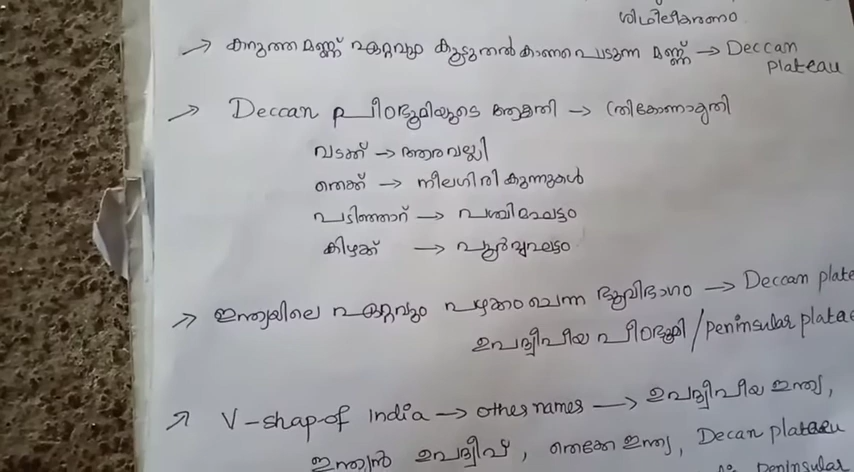 ശിഥിലീകരണം
→ കറുത്ത മണ്ണ് ഏറ്റവും കൂടുതൽ കാണപ്പെടുന്ന മണ്ണ് → Deccan
plateau
→ Deccan പീഠഭൂമിയുടെ ആകൃതി → ത്രികോണാകൃതി
വടക്ക് → ആരവല്ലി
തെക്ക് → നീലഗിരി കുന്നുകൾ
പടിഞ്ഞാറ് → പശ്ചിമഘട്ടം
കിഴക്ക് → പൂർവ്വഘട്ടം
→ ഇന്ത്യയിലെ ഏറ്റവും പഴക്കം ചെന്ന ഭൂവിഭാഗം → Deccan plate
ഉപദ്വീപീയ പീഠഭൂമി / peninsular platea
→ V-shap-of India → other names → ഉപദ്വീപീയ ഇന്ത്യ,
ഇന്ത്യൻ ഉപദ്വീപ്, തെക്കേ ഇന്ത്യ, Decan plataeu
Peninsular